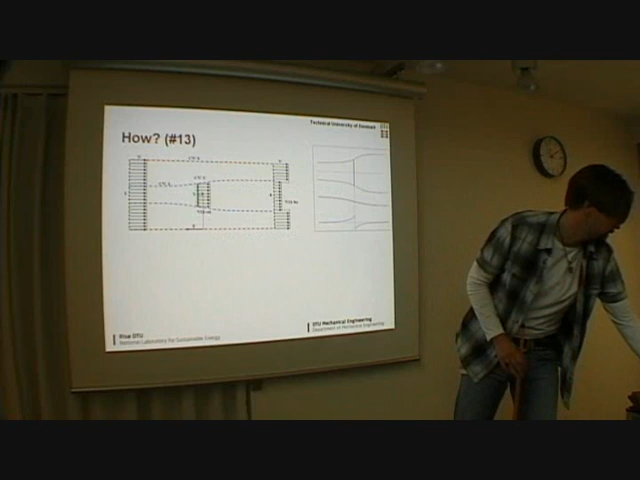 Technical University of Denmark
How? (#13)
Risø DTU
National Laboratory for Sustainable Energy
DTU Mechanical Engineering
Department of Mechanical Engineering